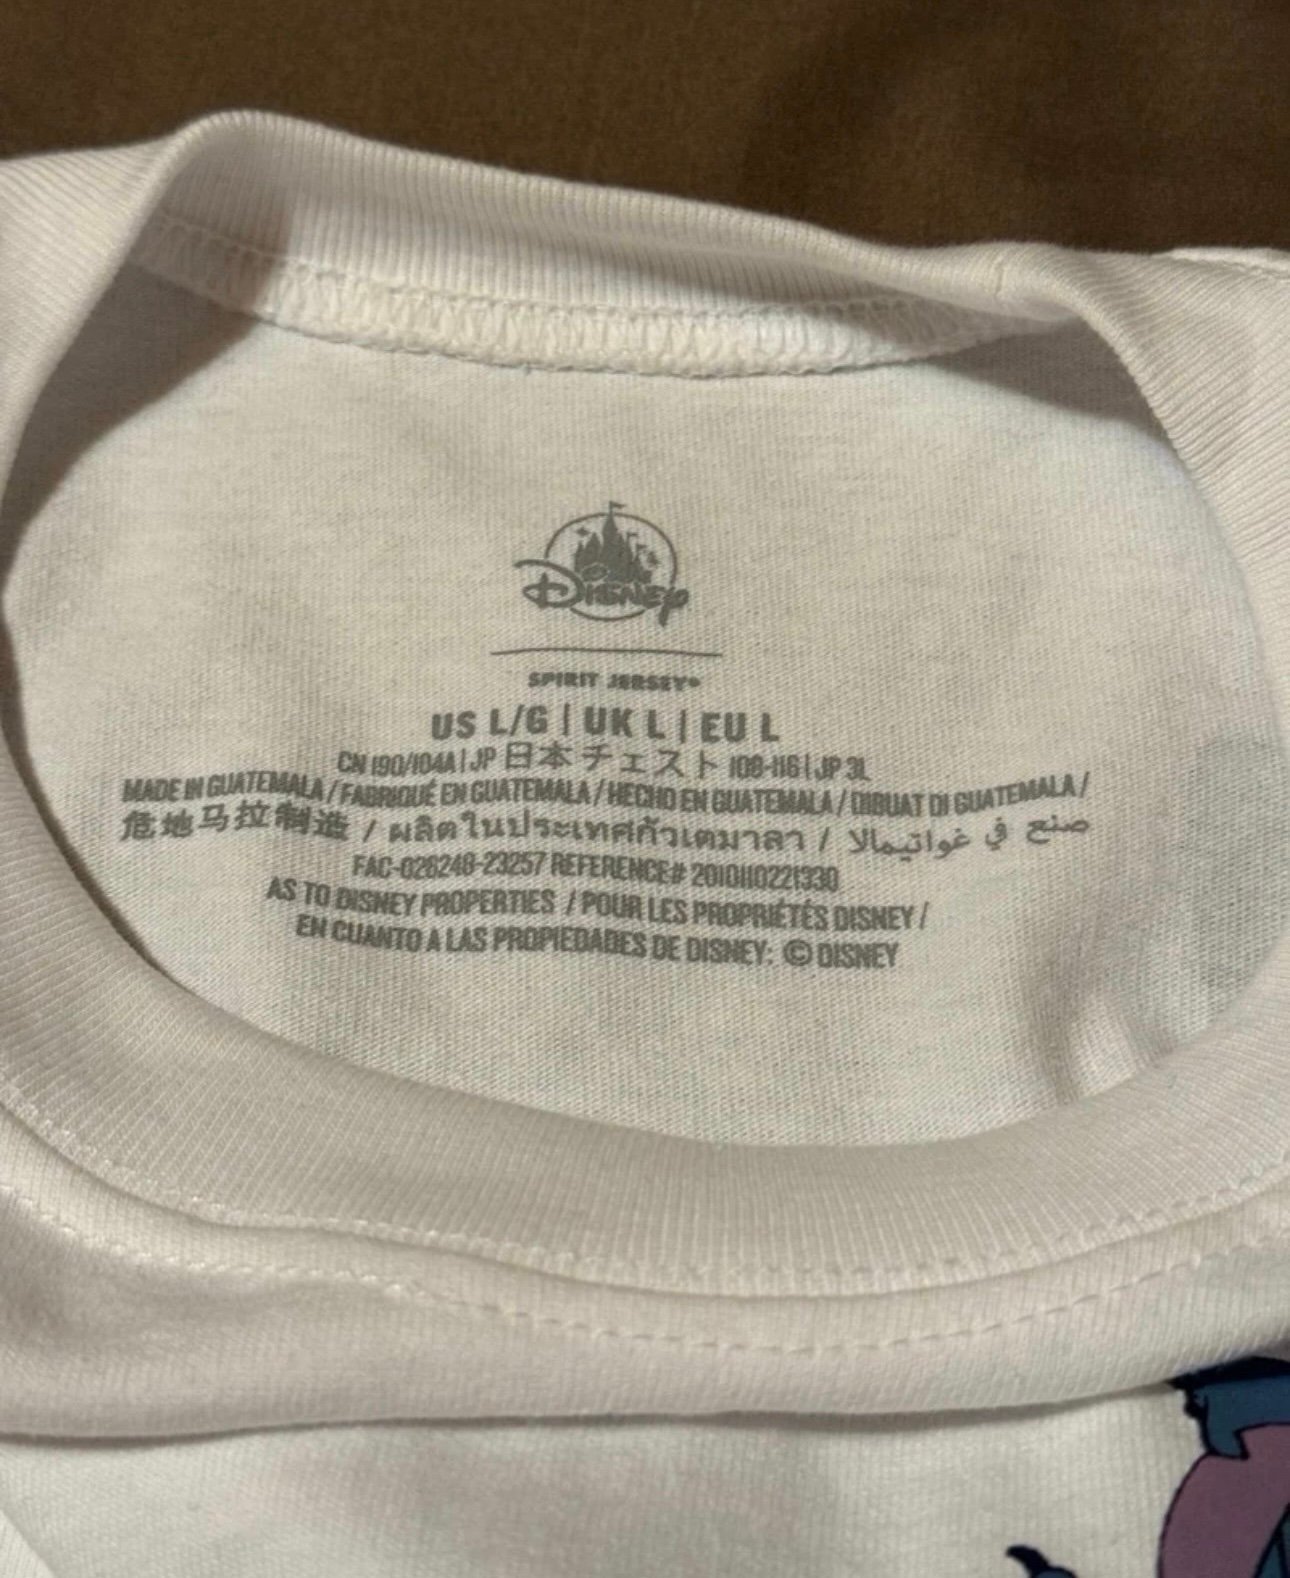 Disney
SPIRIT JERSEY®
US L/G | UK L | EU L
CN 190/104A | JP 日本 チェスト 108-116 | JP 3L
MADE IN GUATEMALA / FABRIQUÉ EN GUATEMALA / HECHO EN GUATEMALA / DIBUAT DI GUATEMALA /
危地马拉制造 / ผลิตในประเทศกัวเตมาลา / صنع في غواتيمالا
FAC-026248-23257 REFERENCE# 2010110221330
AS TO DISNEY PROPERTIES / POUR LES PROPRIÉTÉS DISNEY /
EN CUANTO A LAS PROPIEDADES DE DISNEY: © DISNEY